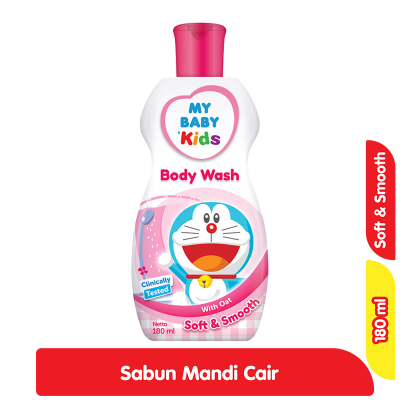 MY
BABY
Kids
Body Wash
Clinically
Tested
With Oat
Soft & Smooth
Netto
180 ml
Soft & Smooth
180 ml
Sabun Mandi Cair